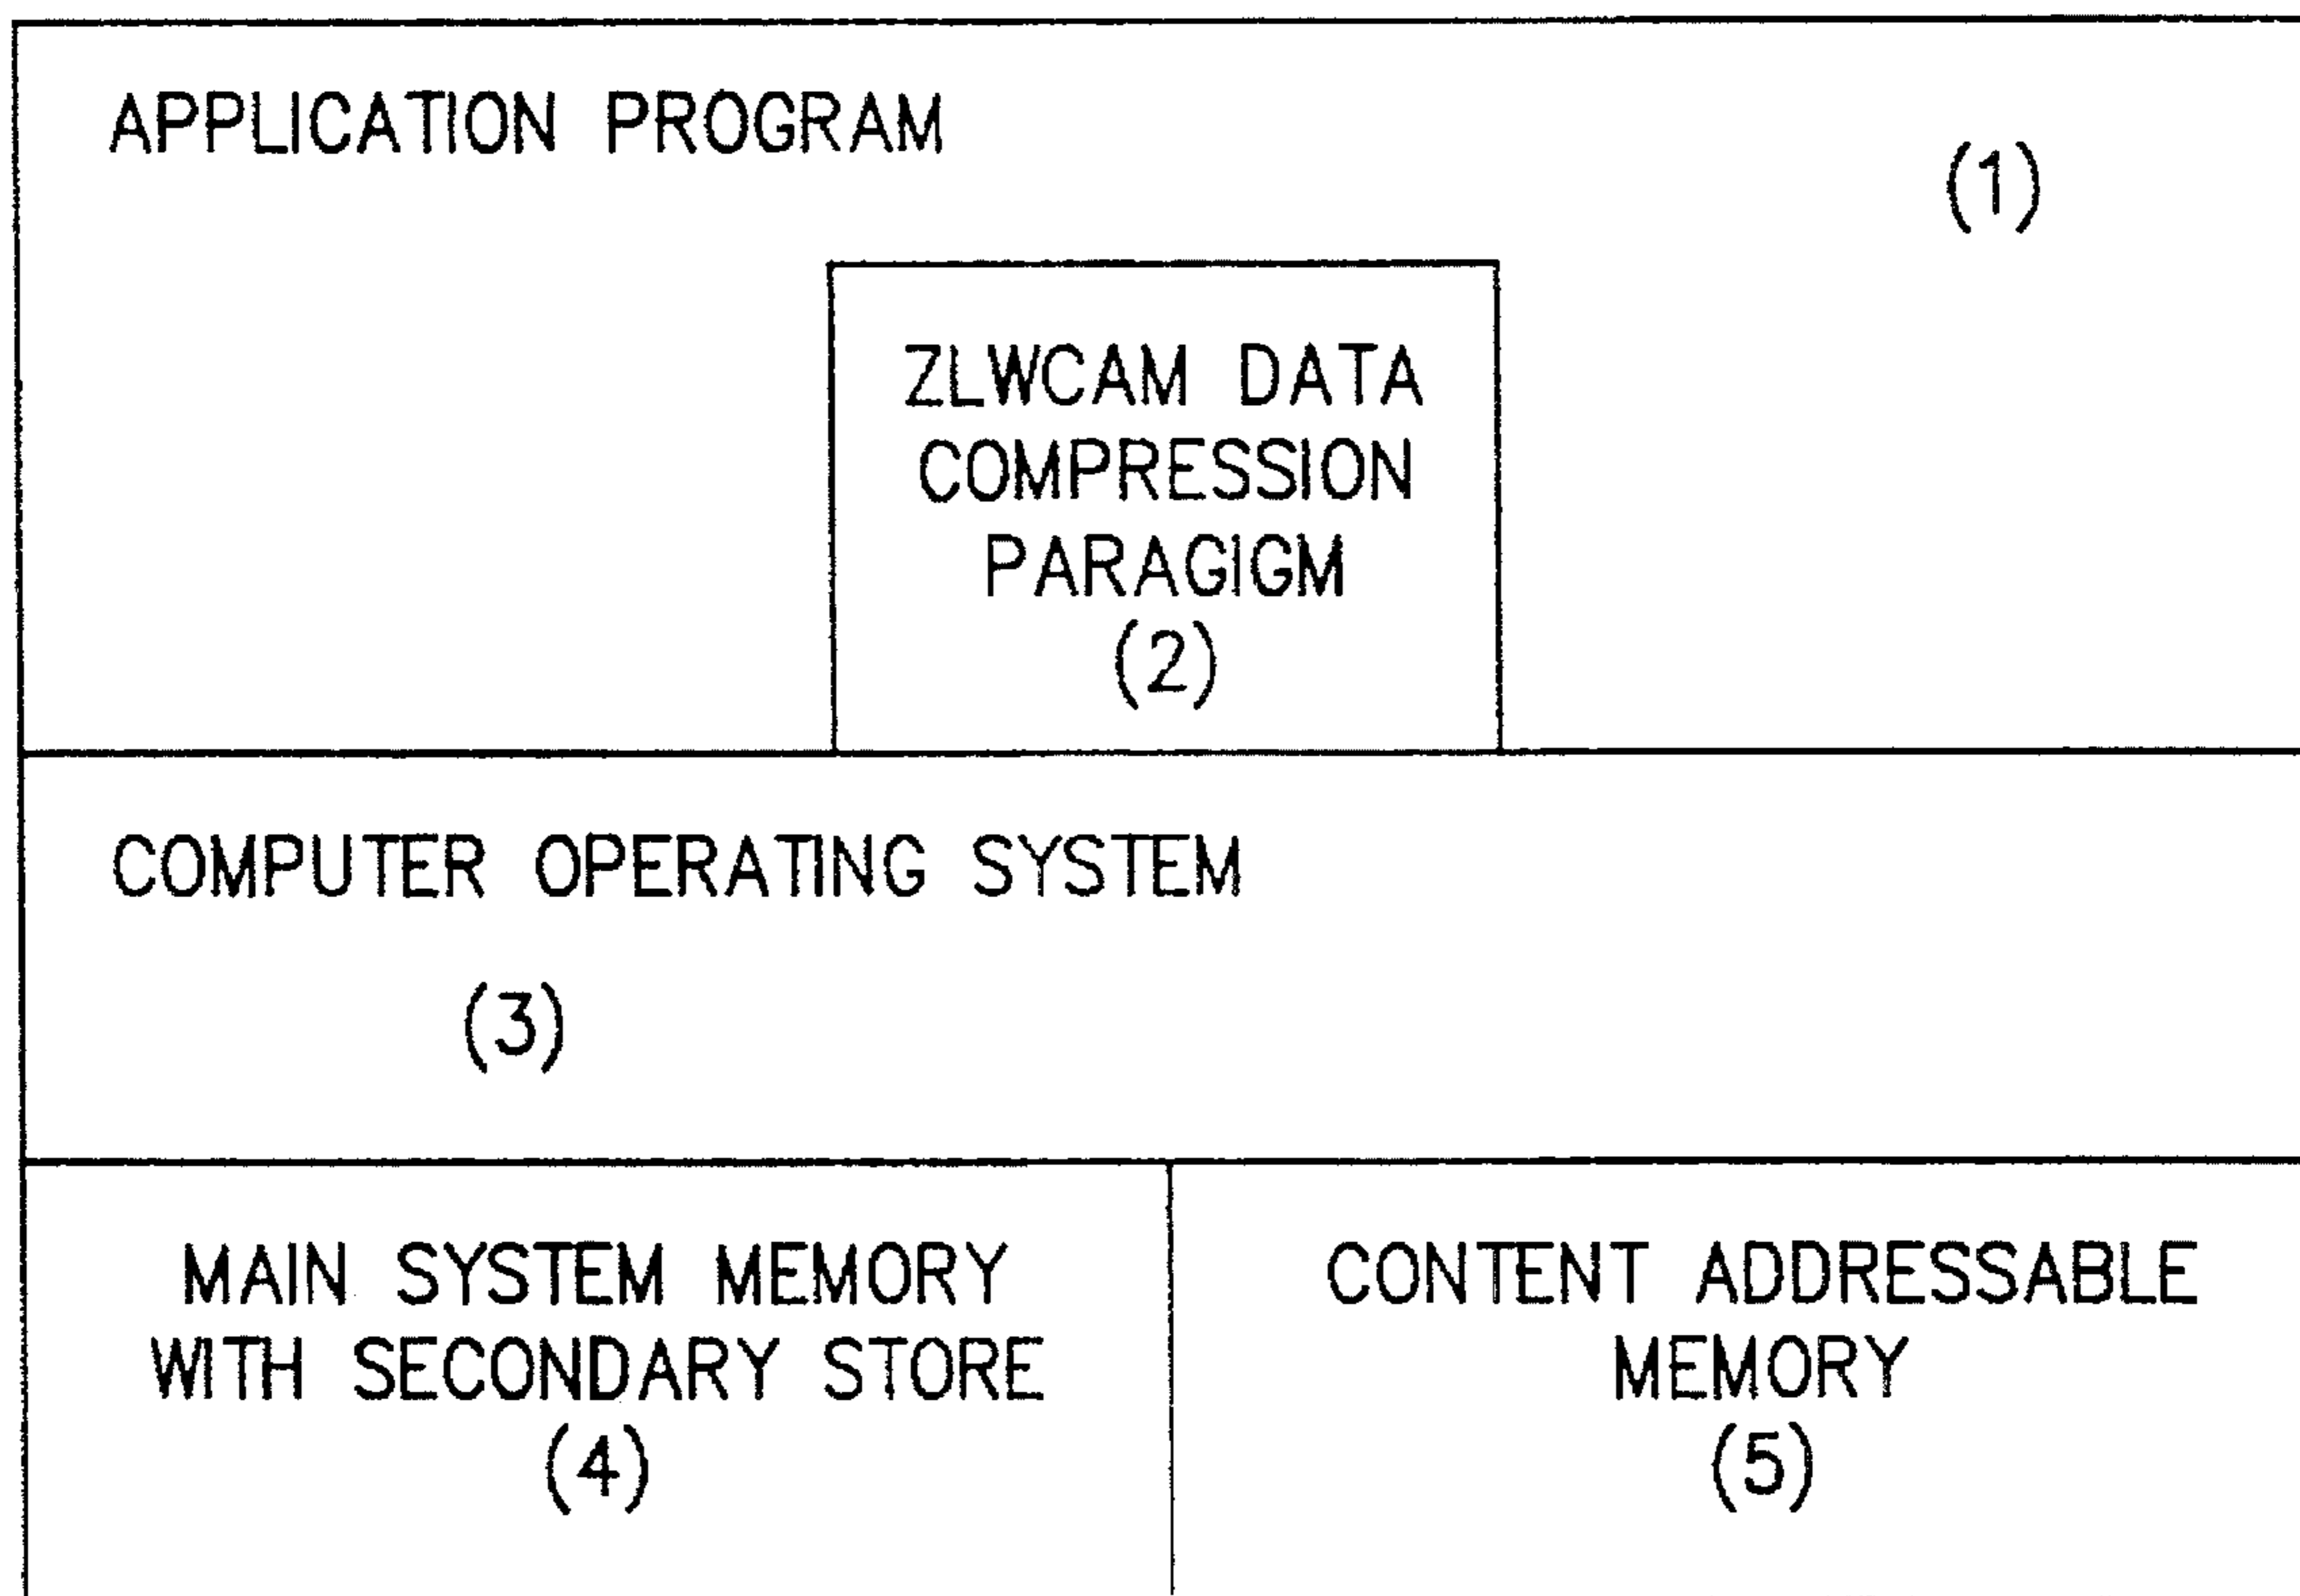 APPLICATION PROGRAM
(1)
ZLWCAM DATA
COMPRESSION
PARAGIGM
(2)
COMPUTER OPERATING SYSTEM
(3)
MAIN SYSTEM MEMORY
WITH SECONDARY STORE
(4)
CONTENT ADDRESSABLE
MEMORY
(5)